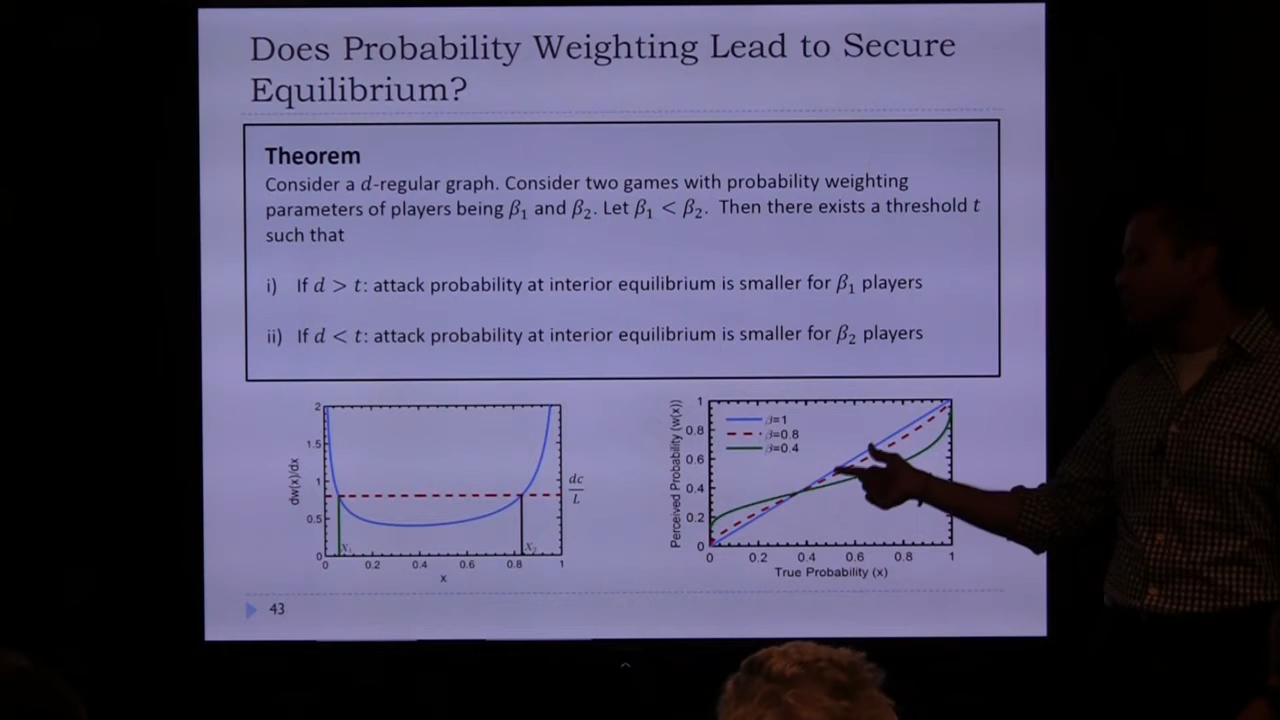 Does Probability Weighting Lead to Secure
Equilibrium?
Theorem
Consider a d-regular graph. Consider two games with probability weighting
parameters of players being β₁ and β₂. Let β₁ < β₂. Then there exists a threshold t
such that
i) If d > t: attack probability at interior equilibrium is smaller for β₁ players
ii) If d < t: attack probability at interior equilibrium is smaller for β₂ players
2
1.5
1
0.5
0
dw(x)/dx
dc
L
X₁
X₂
0 0.2 0.4 0.6 0.8 1
x
1
0.8
0.6
0.4
0.2
0
Perceived Probability (w(x))
β=1
β=0.8
β=0.4
0 0.2 0.4 0.6 0.8 1
True Probability (x)
43